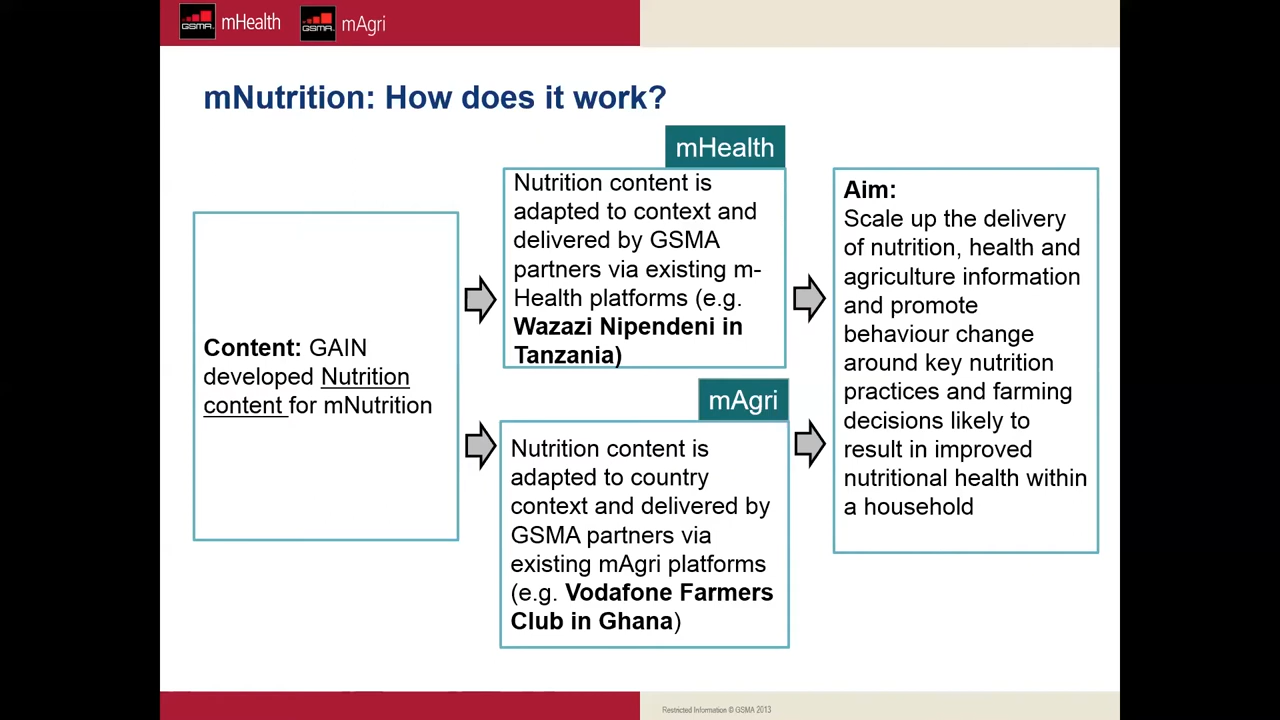 GSMA mHealth GSMA mAgri
mNutrition: How does it work?
Content: GAIN
developed Nutrition
content for mNutrition
mHealth
Nutrition content is
adapted to context and
delivered by GSMA
partners via existing m-
Health platforms (e.g.
Wazazi Nipendeni in
Tanzania)
mAgri
Nutrition content is
adapted to country
context and delivered by
GSMA partners via
existing mAgri platforms
(e.g. Vodafone Farmers
Club in Ghana)
Aim:
Scale up the delivery
of nutrition, health and
agriculture information
and promote
behaviour change
around key nutrition
practices and farming
decisions likely to
result in improved
nutritional health within
a household
Restricted Information © GSMA 2013